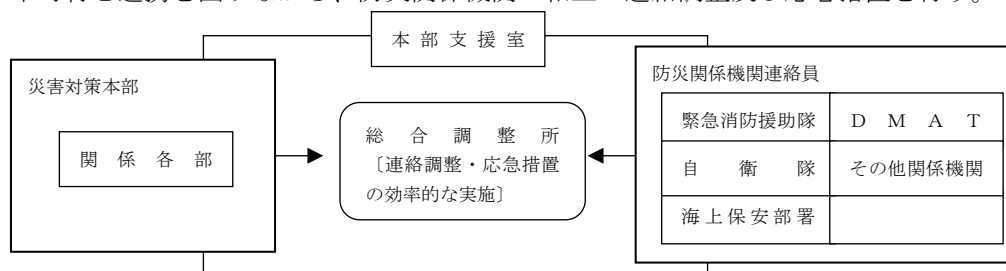 本部支援室
災害対策本部
関係各部
総合調整所
〔連絡調整・応急措置
の効率的な実施〕
防災関係機関連絡員
緊急消防援助隊 DMAT
自衛隊 その他関係機関
海上保安部署